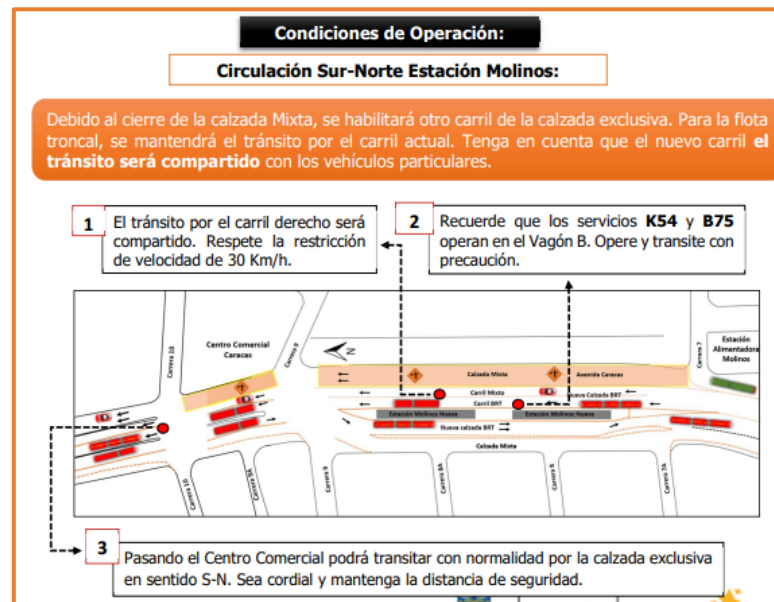 Condiciones de Operación:
Circulación Sur-Norte Estación Molinos:
Debido al cierre de la calzada Mixta, se habilitará otro carril de la calzada exclusiva. Para la flota
troncal, se mantendrá el tránsito por el carril actual. Tenga en cuenta que el nuevo carril el
tránsito será compartido con los vehículos particulares.
1
El tránsito por el carril derecho será
compartido. Respete la restricción
de velocidad de 30 Km/h.
2
Recuerde que los servicios K54 y B75
operan en el Vagón B. Opere y transite con
precaución.
Carrera 10
Centro Comercial
Caracas
Carrera 9
N
Calzada Mixta
Avenida Caracas
Carrera 7
Estación
Alimentadora
Molinos
Carril Mixta
Carril BRT
Nueva Calzada BRT
Estación Molinos Nueva
Estación Molinos Nueva
Nueva calzada BRT
Calzada Mixta
Carrera 10
Carrera 9A
Carrera 9
Carrera 8A
Carrera 8
Carrera 7A
3
Pasando el Centro Comercial podrá transitar con normalidad por la calzada exclusiva
en sentido S-N. Sea cordial y mantenga la distancia de seguridad.